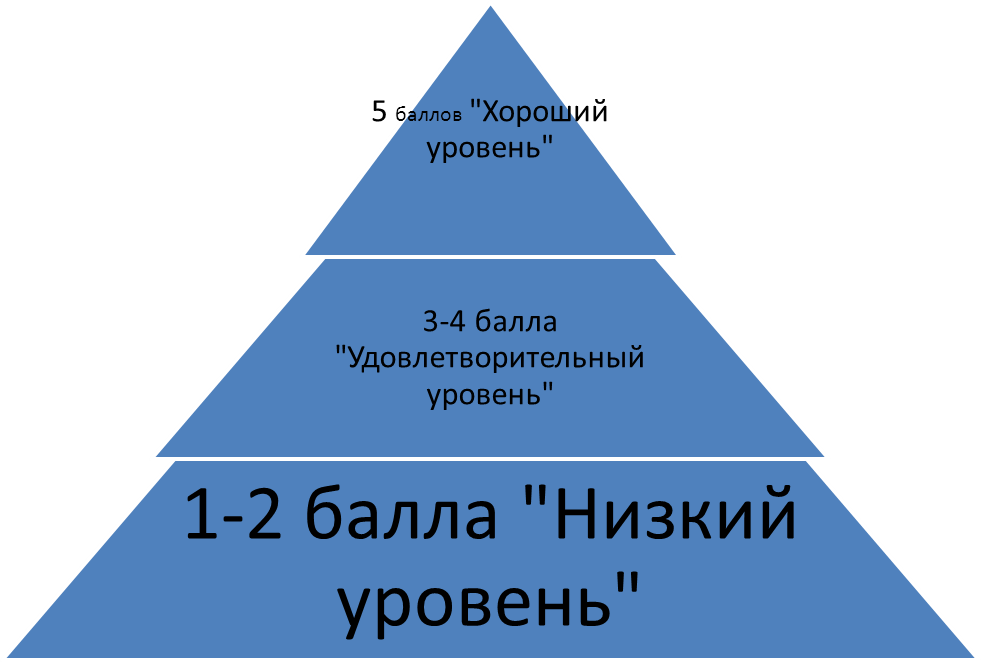 5 баллов "Хороший
уровень"
3-4 балла
"Удовлетворительный
уровень"
1-2 балла "Низкий
уровень"